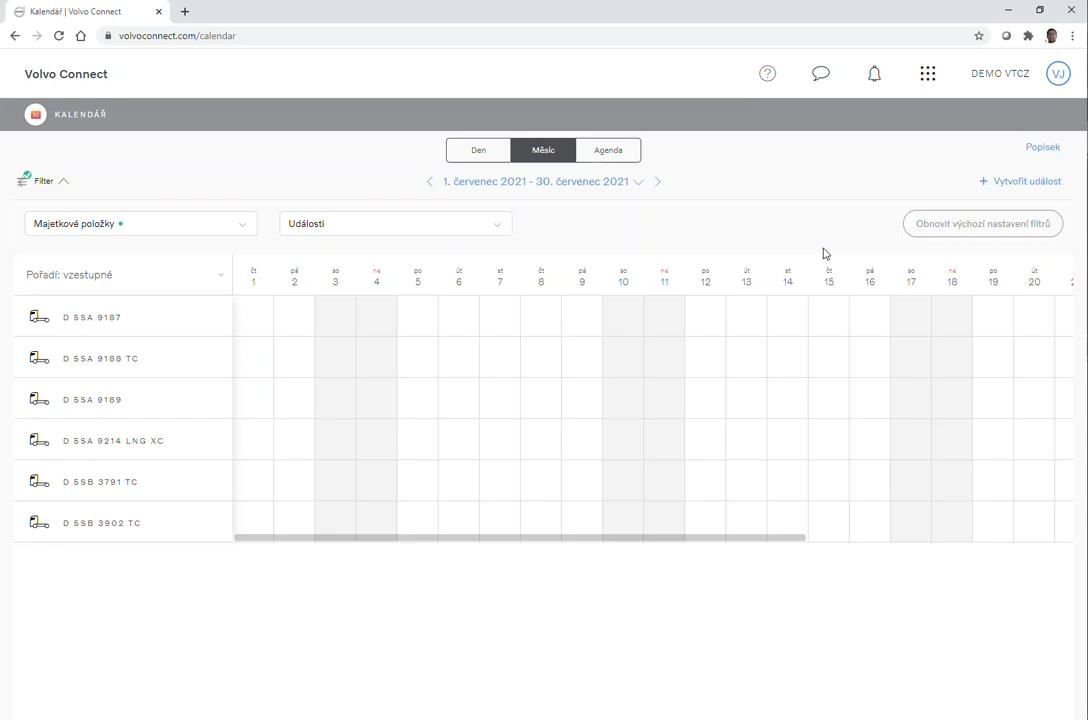 Kalendář | Volvo Connect
volvoconnect.com/calendar
Volvo Connect
DEMO VTCZ
VJ
KALENDÁŘ
Den
Měsíc
Agenda
Popisek
Filter
1. červenec 2021 - 30. červenec 2021
+ Vytvořit událost
Majetkové položky
Události
Obnovit výchozí nastavení filtrů
Pořadí: vzestupné
čt pá so ne po út st čt pá so ne po út st čt pá so ne po út
1 2 3 4 5 6 7 8 9 10 11 12 13 14 15 16 17 18 19 20
D 5SA 9187
D 5SA 9188 TC
D 5SA 9189
D 5SA 9214 LNG XC
D 5SB 3791 TC
D 5SB 3902 TC